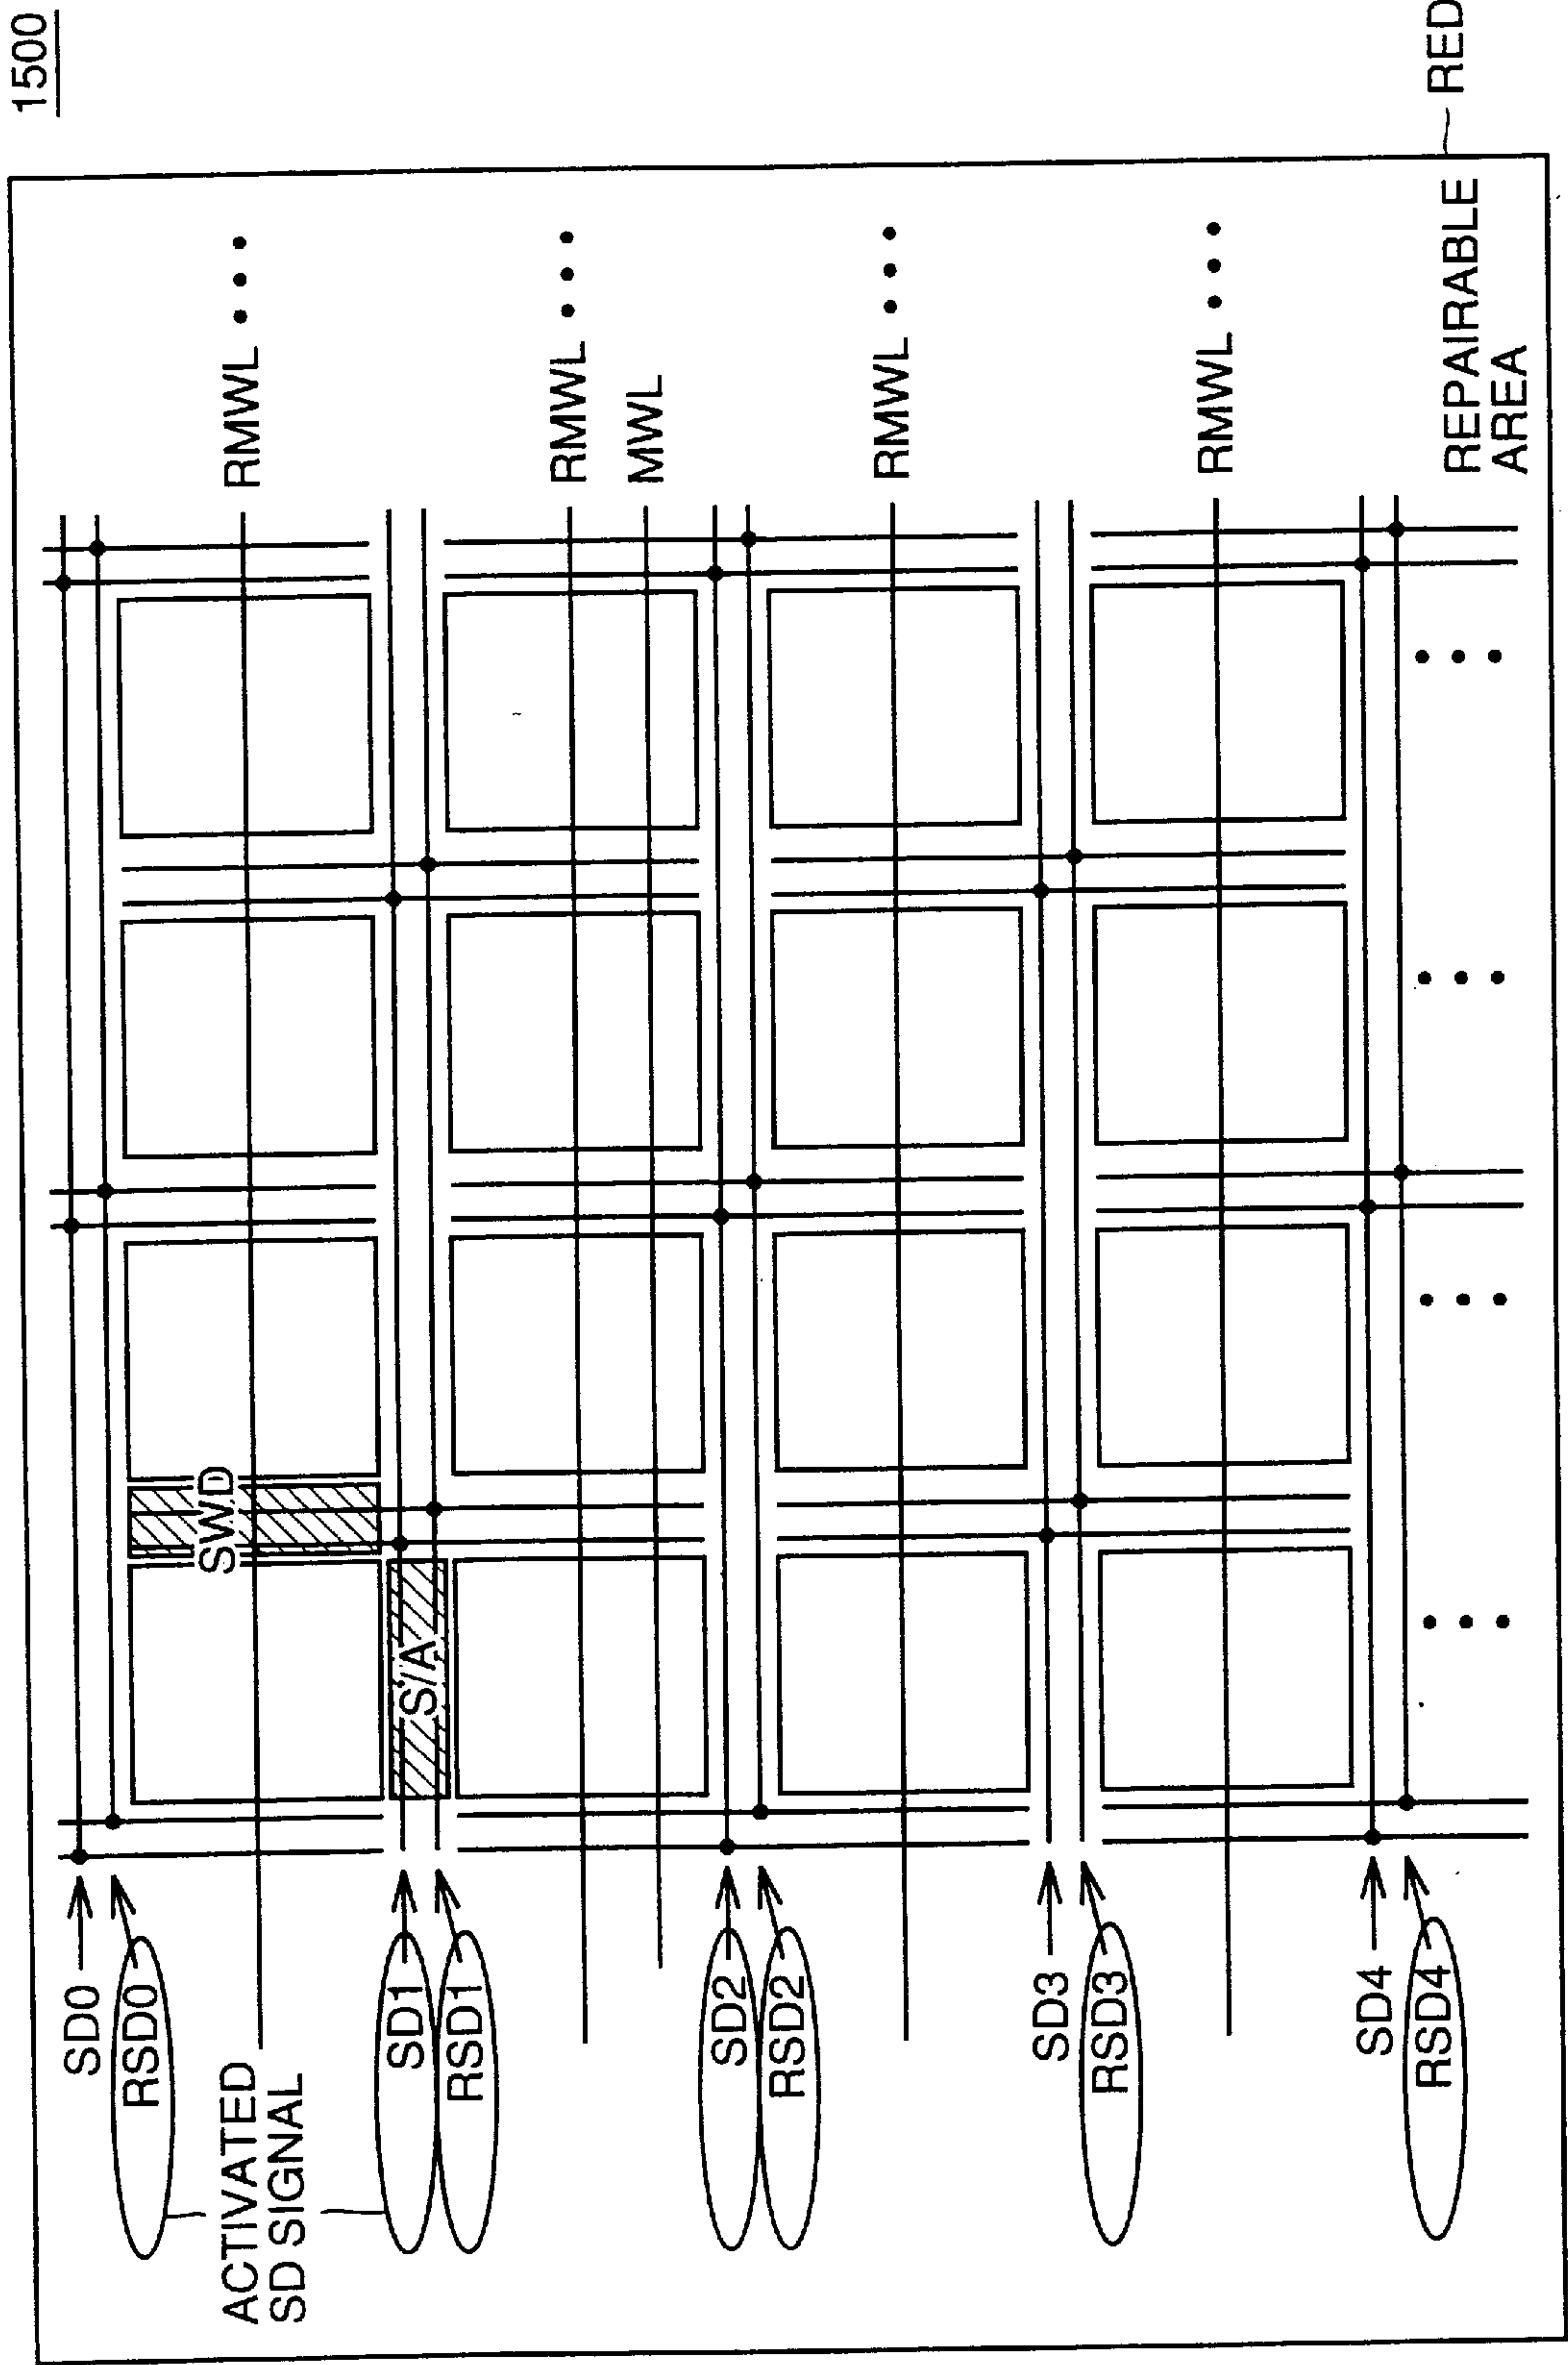 1500
RED
SD0
RSD0
RMWL
ACTIVATED
SD SIGNAL
SWD
SD1
RSD1
S/A
RMWL
MWL
SD2
RSD2
RMWL
SD3
RSD3
RMWL
SD4
RSD4
REPAIRABLE
AREA